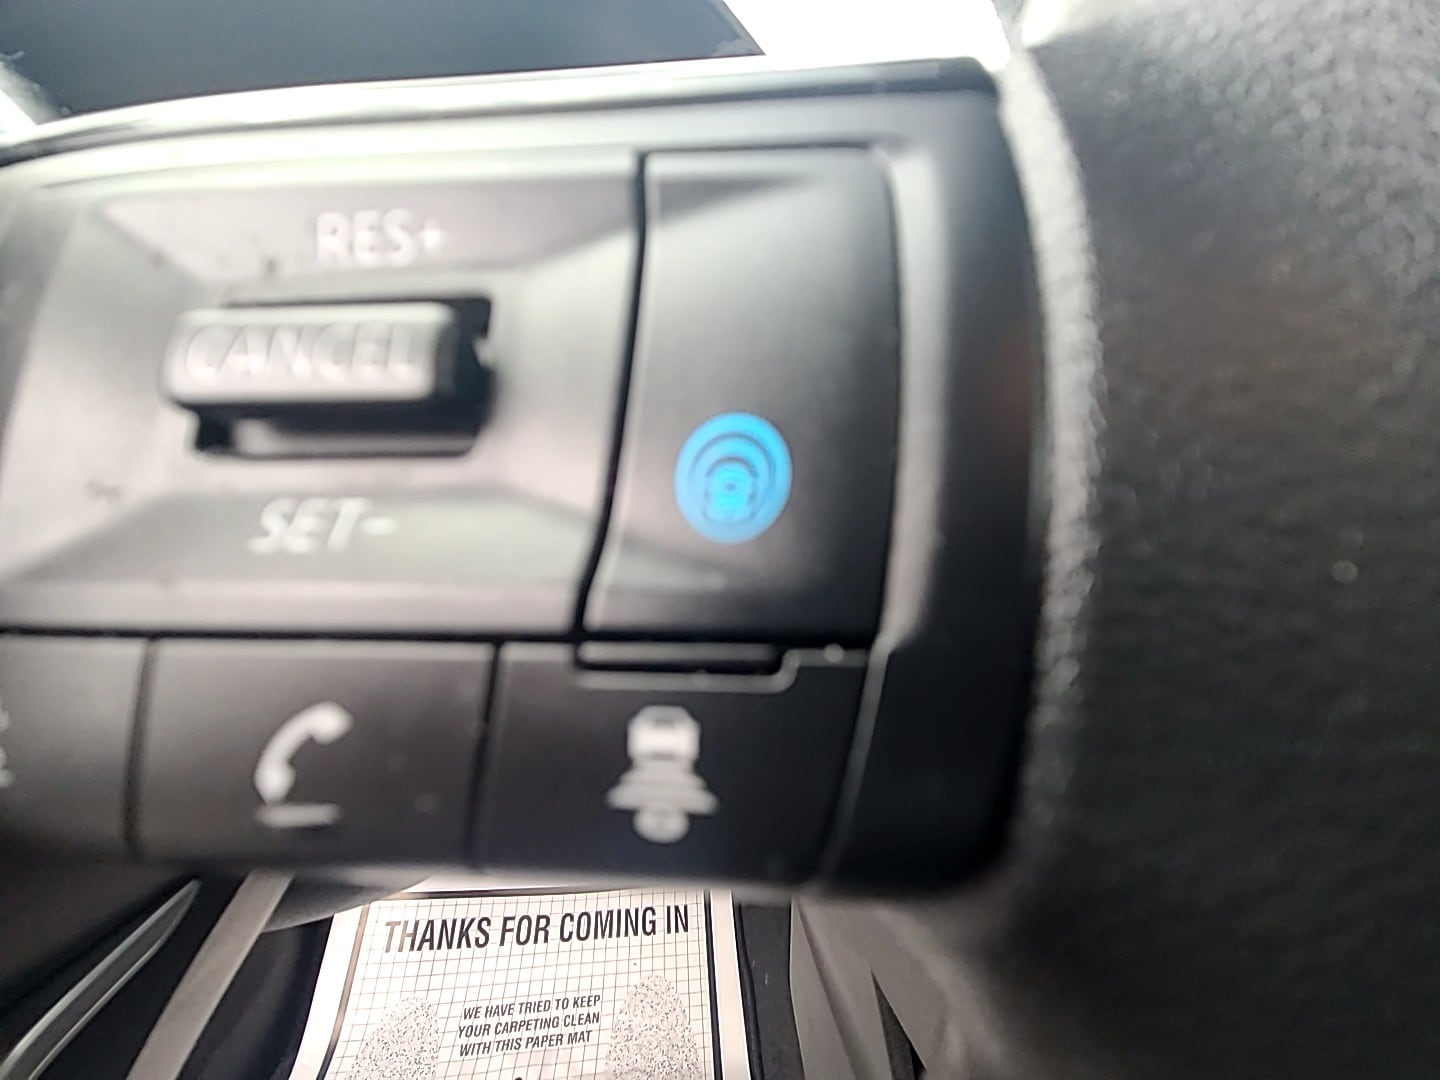 RES+
CANCEL
SET-
THANKS FOR COMING IN
WE HAVE TRIED TO KEEP
YOUR CARPETING CLEAN
WITH THIS PAPER MAT